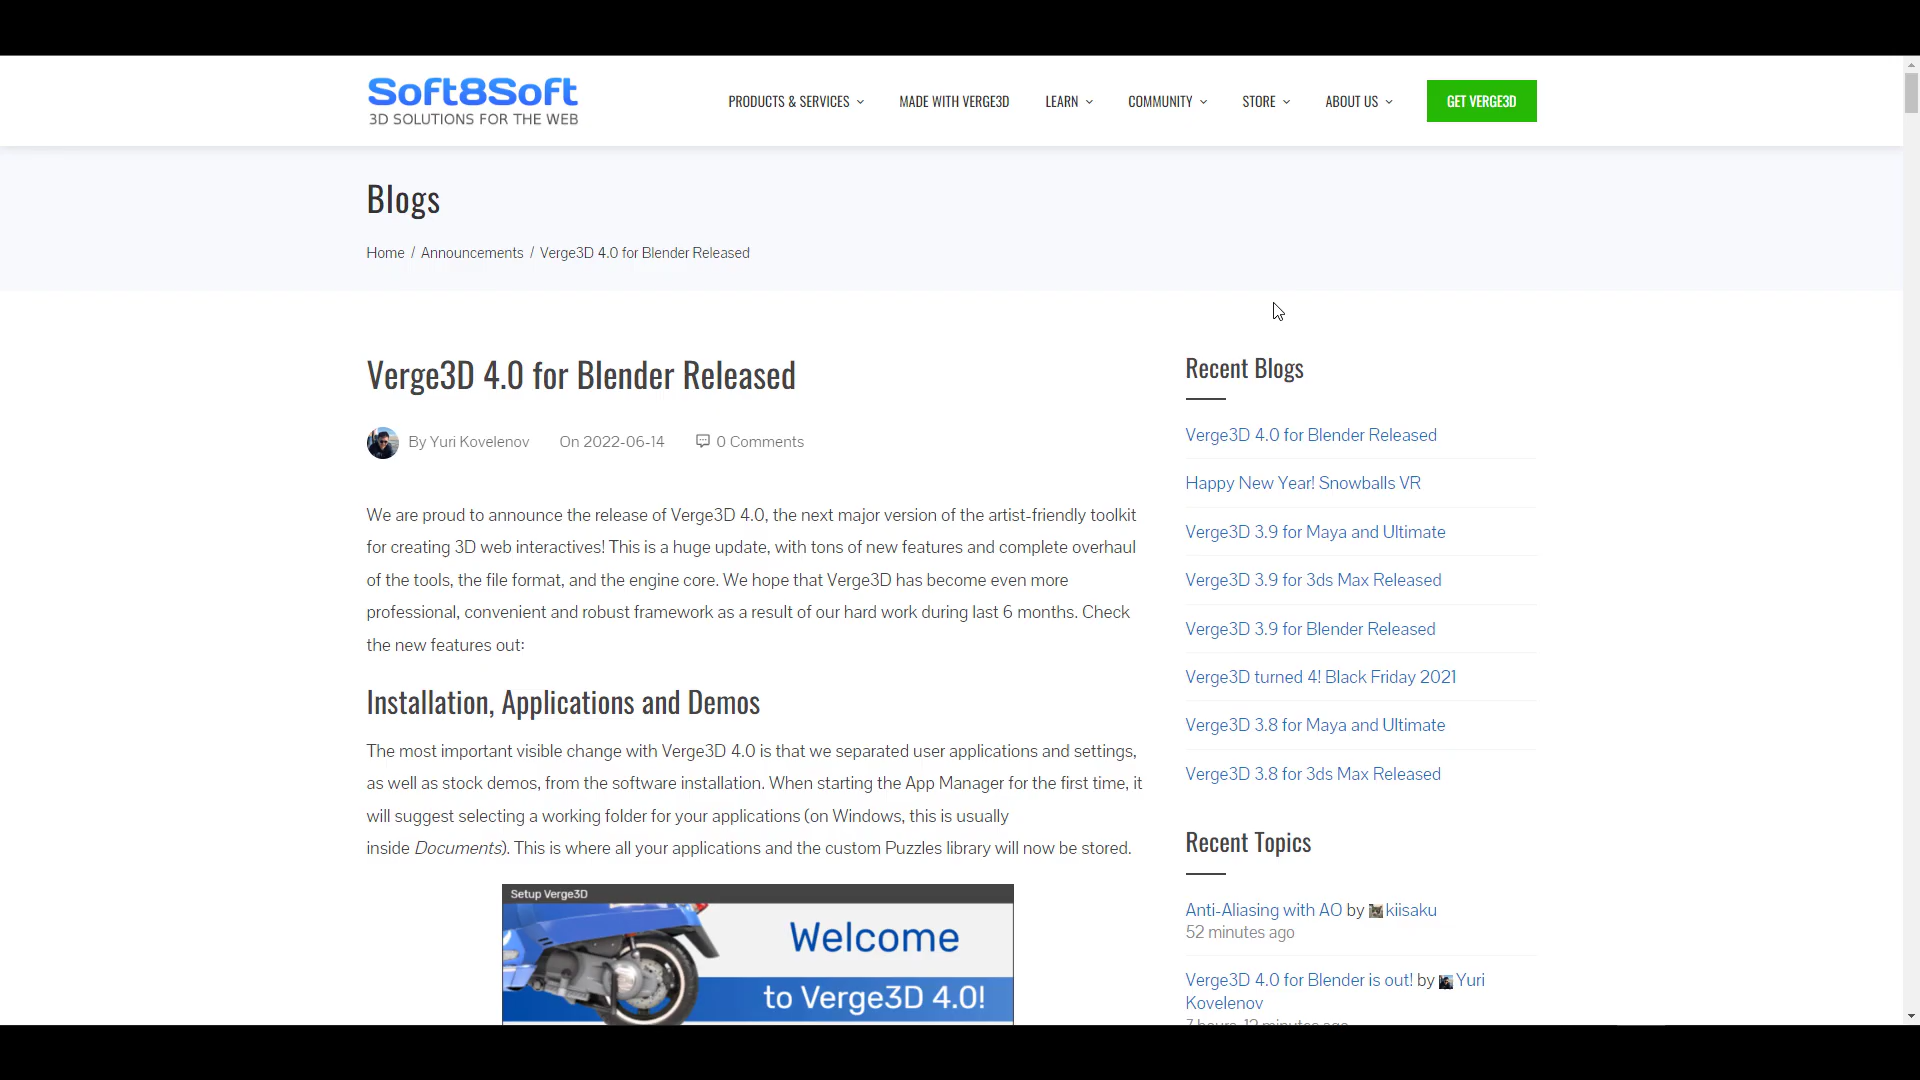 Soft8Soft
3D SOLUTIONS FOR THE WEB
PRODUCTS & SERVICES
MADE WITH VERGE3D
LEARN
COMMUNITY
STORE
ABOUT US
GET VERGE3D
Blogs
Home / Announcements / Verge3D 4.0 for Blender Released
Verge3D 4.0 for Blender Released
By Yuri Kovelenov On 2022-06-14 0 Comments
We are proud to announce the release of Verge3D 4.0, the next major version of the artist-friendly toolkit
for creating 3D web interactives! This is a huge update, with tons of new features and complete overhaul
of the tools, the file format, and the engine core. We hope that Verge3D has become even more
professional, convenient and robust framework as a result of our hard work during last 6 months. Check
the new features out:
Installation, Applications and Demos
The most important visible change with Verge3D 4.0 is that we separated user applications and settings,
as well as stock demos, from the software installation. When starting the App Manager for the first time, it
will suggest selecting a working folder for your applications (on Windows, this is usually
inside Documents). This is where all your applications and the custom Puzzles library will now be stored.
Setup Verge3D
Welcome
to Verge3D 4.0!
Recent Blogs
Verge3D 4.0 for Blender Released
Happy New Year! Snowballs VR
Verge3D 3.9 for Maya and Ultimate
Verge3D 3.9 for 3ds Max Released
Verge3D 3.9 for Blender Released
Verge3D turned 4! Black Friday 2021
Verge3D 3.8 for Maya and Ultimate
Verge3D 3.8 for 3ds Max Released
Recent Topics
Anti-Aliasing with AO by kiisaku
52 minutes ago
Verge3D 4.0 for Blender is out! by Yuri
Kovelenov
7 hours, 12 minutes ago